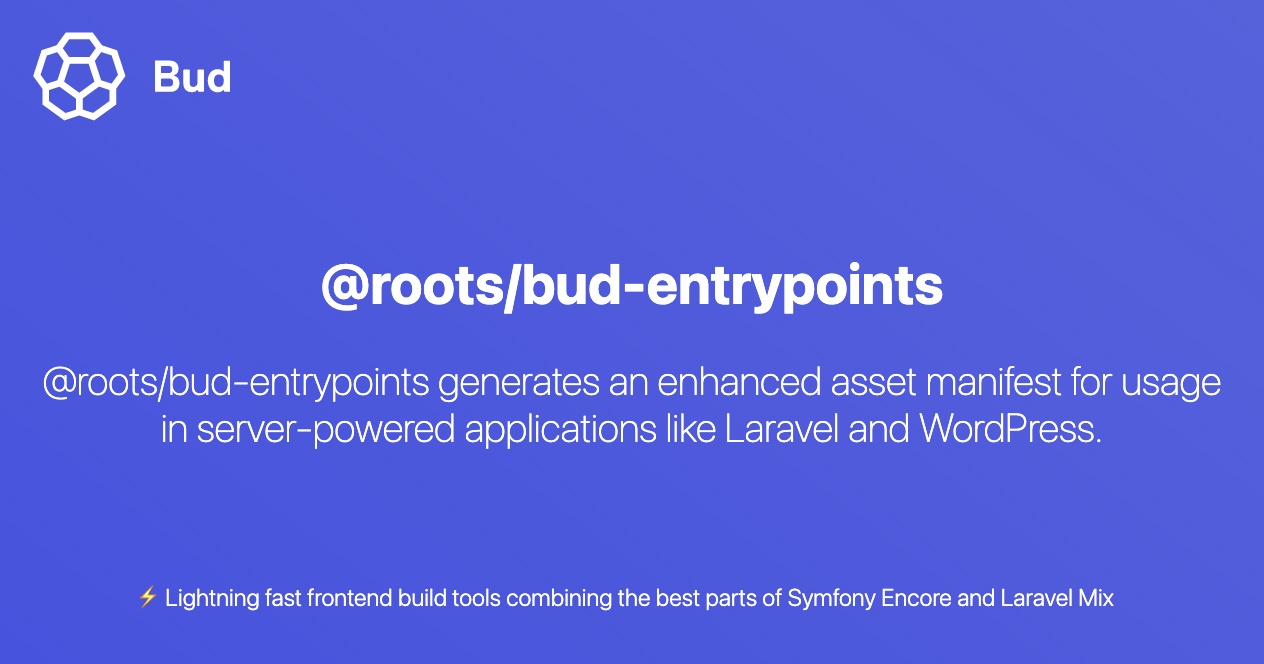 Bud
@roots/bud-entrypoints
@roots/bud-entrypoints generates an enhanced asset manifest for usage
in server-powered applications like Laravel and WordPress.
⚡ Lightning fast frontend build tools combining the best parts of Symfony Encore and Laravel Mix